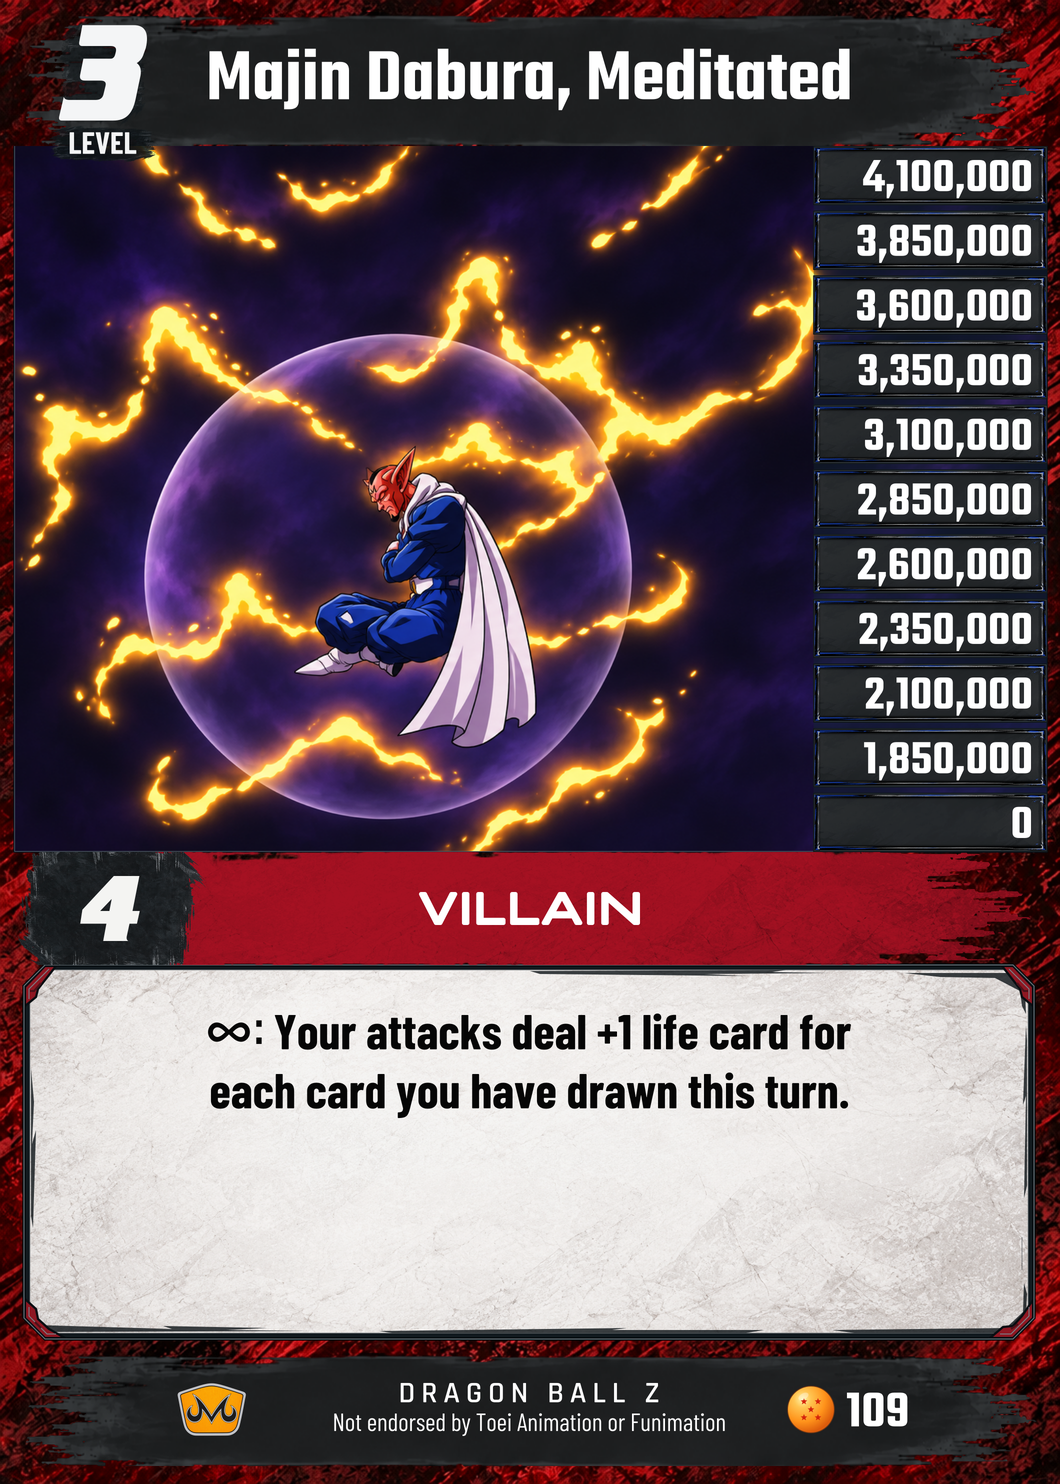 3
LEVEL
Majin Dabura, Meditated
4,100,000
3,850,000
3,600,000
3,350,000
3,100,000
2,850,000
2,600,000
2,350,000
2,100,000
1,850,000
0
4
VILLAIN
∞: Your attacks deal +1 life card for
each card you have drawn this turn.
DRAGON BALL Z
Not endorsed by Toei Animation or Funimation
109